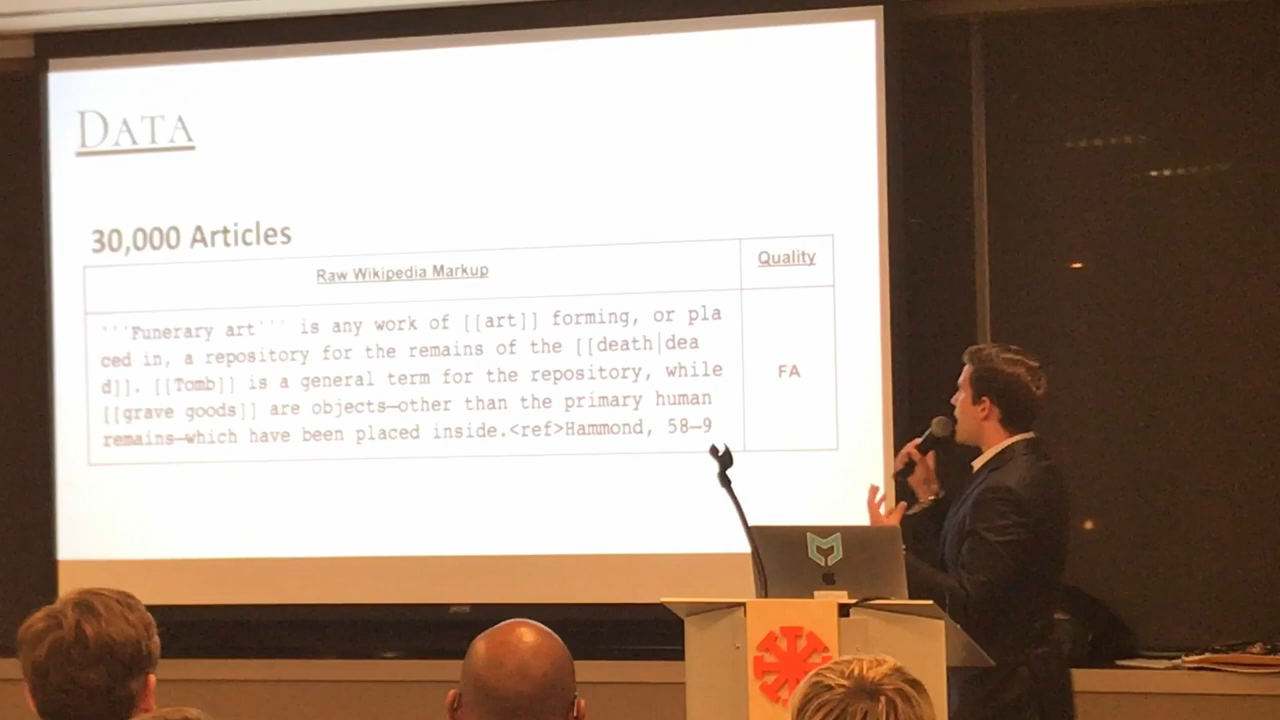 DATA
30,000 Articles
Raw Wikipedia Markup
Quality
'''Funerary art''' is any work of [[art]] forming, or pla
ced in, a repository for the remains of the [[death|dea
d]]. [[Tomb]] is a general term for the repository, while
[[grave goods]] are objects—other than the primary human
remains—which have been placed inside.<ref>Hammond, 58–9
FA